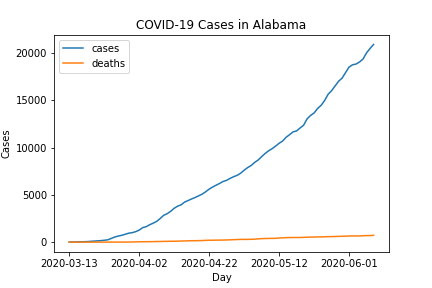 COVID-19 Cases in Alabama
cases
deaths
20000
15000
10000
5000
0
Cases
2020-03-13 2020-04-02 2020-04-22 2020-05-12 2020-06-01
Day